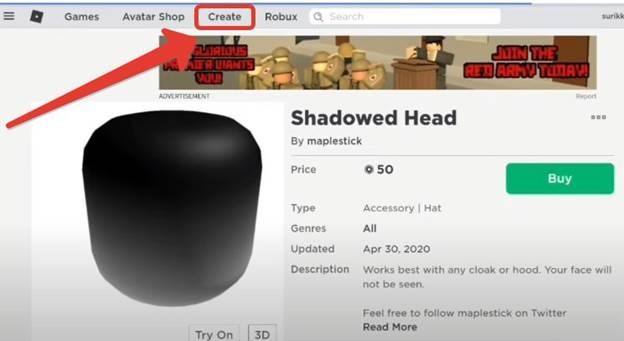 Games Avatar Shop Create Robux Search surikk
GLORIOUS
PREMIER WANTS
YOU!
JOIN THE
RED ARMY TODAY!
ADVERTISEMENT Report
Shadowed Head
By maplestick
Price 50
Buy
Type Accessory | Hat
Genres All
Updated Apr 30, 2020
Description Works best with any cloak or hood. Your face will
not be seen.
Feel free to follow maplestick on Twitter
Read More
Try On 3D